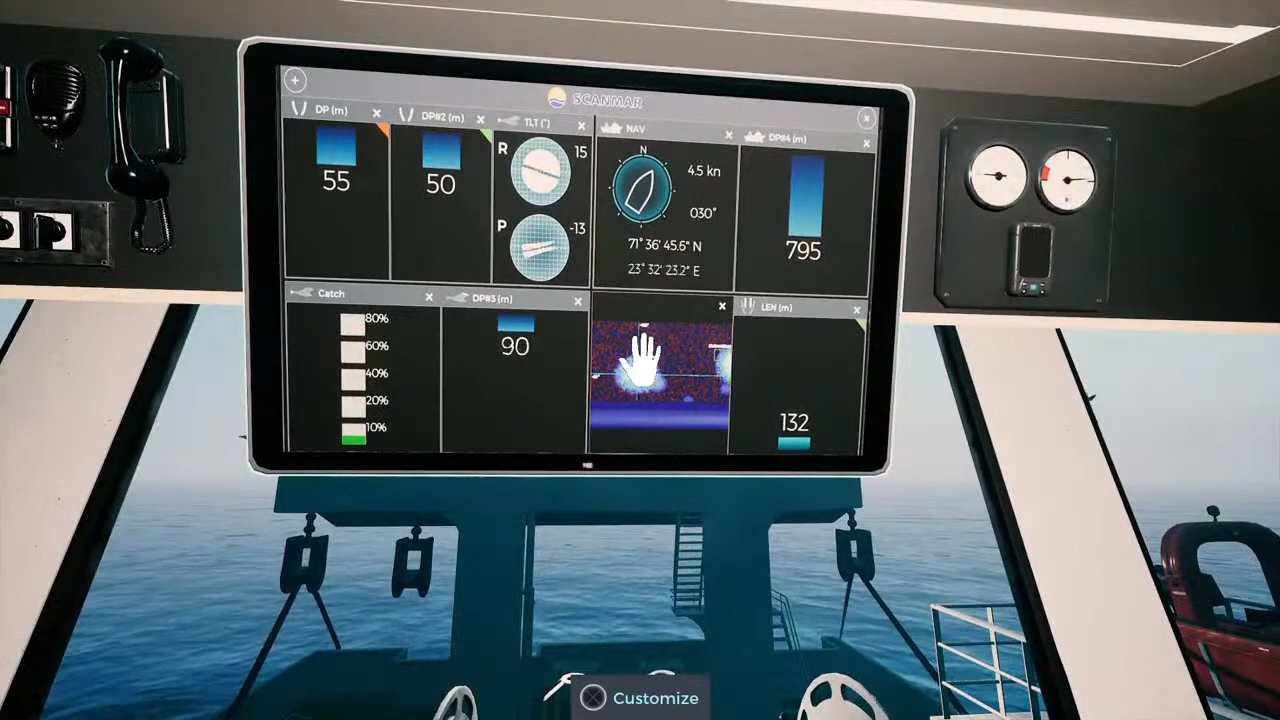 SCANMAR
DP (m)
55
DP#2 (m)
50
TLT (°)
R 15
P -13
NAV
N
4.5 kn
030°
71° 36' 45.6" N
23° 32' 23.2" E
DP#4 (m)
795
Catch
80%
60%
40%
20%
10%
DP#3 (m)
90
LEN (m)
132
Customize